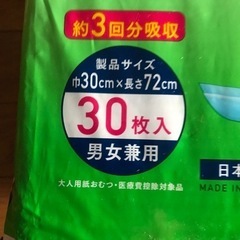 約3回分吸収
製品サイズ
巾30cm×長さ72cm
30枚入
男女兼用
大人用紙おむつ・医療費控除対象品
日本
MADE IN